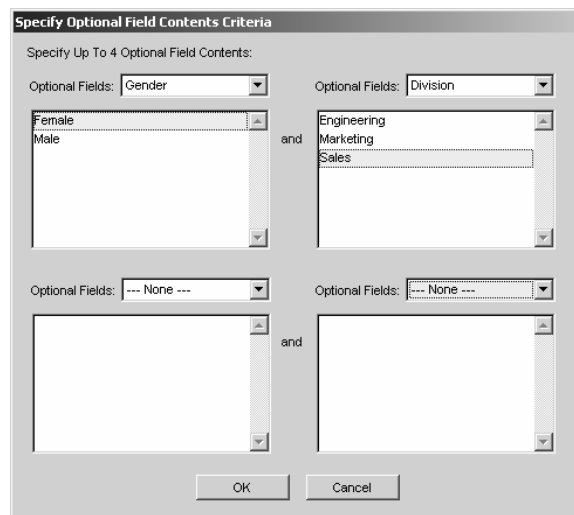 Specify Optional Field Contents Criteria
Specify Up To 4 Optional Field Contents:
Optional Fields: Gender
Female
Male
and
Optional Fields: Division
Engineering
Marketing
Sales
Optional Fields: --- None ---
and
Optional Fields: --- None ---
OK
Cancel